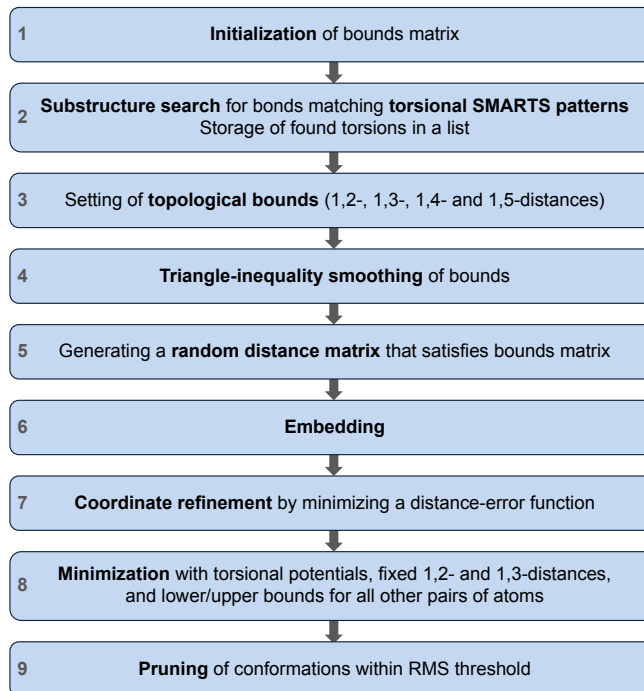 1 Initialization of bounds matrix
2 Substructure search for bonds matching torsional SMARTS patterns
Storage of found torsions in a list
3 Setting of topological bounds (1,2-, 1,3-, 1,4- and 1,5-distances)
4 Triangle-inequality smoothing of bounds
5 Generating a random distance matrix that satisfies bounds matrix
6 Embedding
7 Coordinate refinement by minimizing a distance-error function
8 Minimization with torsional potentials, fixed 1,2- and 1,3-distances,
and lower/upper bounds for all other pairs of atoms
9 Pruning of conformations within RMS threshold